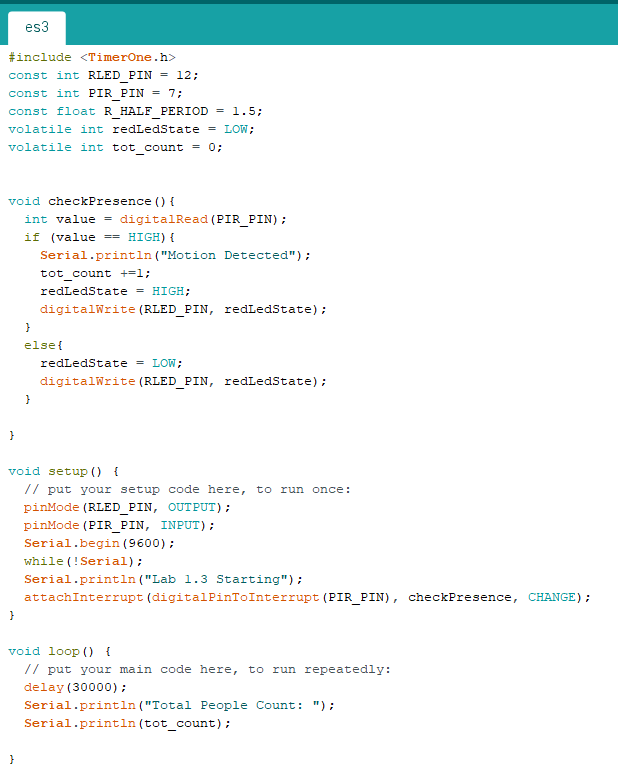 es3
#include <TimerOne.h>
const int RLED_PIN = 12;
const int PIR_PIN = 7;
const float R_HALF_PERIOD = 1.5;
volatile int redLedState = LOW;
volatile int tot_count = 0;
void checkPresence(){
  int value = digitalRead(PIR_PIN);
  if (value == HIGH){
    Serial.println("Motion Detected");
    tot_count +=1;
    redLedState = HIGH;
    digitalWrite(RLED_PIN, redLedState);
  }
  else{
    redLedState = LOW;
    digitalWrite(RLED_PIN, redLedState);
  }
}
void setup() {
  // put your setup code here, to run once:
  pinMode(RLED_PIN, OUTPUT);
  pinMode(PIR_PIN, INPUT);
  Serial.begin(9600);
  while(!Serial);
  Serial.println("Lab 1.3 Starting");
  attachInterrupt(digitalPinToInterrupt(PIR_PIN), checkPresence, CHANGE);
}
void loop() {
  // put your main code here, to run repeatedly:
  delay(30000);
  Serial.println("Total People Count: ");
  Serial.println(tot_count);
}